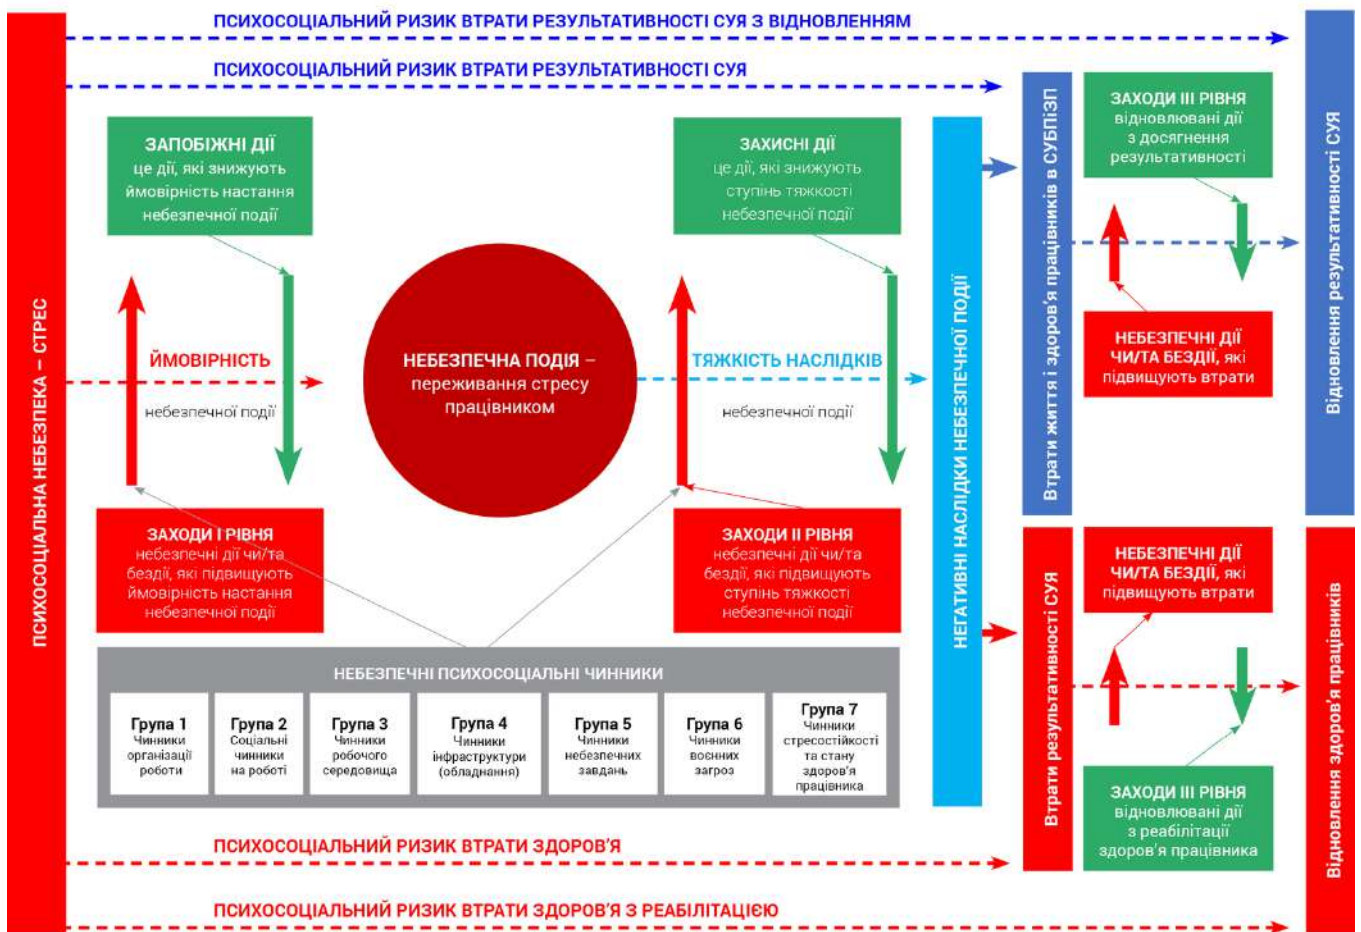 ПСИХОСОЦІАЛЬНИЙ РИЗИК ВТРАТИ РЕЗУЛЬТАТИВНОСТІ СУЯ З ВІДНОВЛЕННЯМ
ПСИХОСОЦІАЛЬНИЙ РИЗИК ВТРАТИ РЕЗУЛЬТАТИВНОСТІ СУЯ
ПСИХОСОЦІАЛЬНА НЕБЕЗПЕКА – СТРЕС
ЗАПОБІЖНІ ДІЇ
це дії, які знижують
ймовірність настання
небезпечної події
ЙМОВІРНІСТЬ
небезпечної події
ЗАХОДИ І РІВНЯ
небезпечні дії чи/та
бездії, які підвищують
ймовірність настання
небезпечної події
НЕБЕЗПЕЧНА ПОДІЯ –
переживання стресу
працівником
ЗАХИСНІ ДІЇ
це дії, які знижують
ступінь тяжкості
небезпечної події
ТЯЖКІСТЬ НАСЛІДКІВ
небезпечної події
ЗАХОДИ ІІ РІВНЯ
небезпечні дії чи/та
бездії, які підвищують
ступінь тяжкості
небезпечної події
НЕБЕЗПЕЧНІ ПСИХОСОЦІАЛЬНІ ЧИННИКИ
Група 1
Чинники
організації
роботи
Група 2
Соціальні
чинники
на роботі
Група 3
Чинники
робочого
середовища
Група 4
Чинники
інфраструктури
(обладнання)
Група 5
Чинники
небезпечних
завдань
Група 6
Чинники
воєнних
загроз
Група 7
Чинники
стресостійкості
та стану
здоров'я
працівника
НЕГАТИВНІ НАСЛІДКИ НЕБЕЗПЕЧНОЇ ПОДІЇ
Втрати життя і здоров'я працівників в СУБПіЗП
ЗАХОДИ ІІІ РІВНЯ
відновлювані дії
з досягнення
результативності
НЕБЕЗПЕЧНІ ДІЇ
ЧИ/ТА БЕЗДІЇ, які
підвищують втрати
Відновлення результативності СУЯ
Втрати результативності СУЯ
НЕБЕЗПЕЧНІ ДІЇ
ЧИ/ТА БЕЗДІЇ, які
підвищують втрати
ЗАХОДИ ІІІ РІВНЯ
відновлювані дії
з реабілітації
здоров'я працівника
Відновлення здоров'я працівників
ПСИХОСОЦІАЛЬНИЙ РИЗИК ВТРАТИ ЗДОРОВ'Я
ПСИХОСОЦІАЛЬНИЙ РИЗИК ВТРАТИ ЗДОРОВ'Я З РЕАБІЛІТАЦІЄЮ